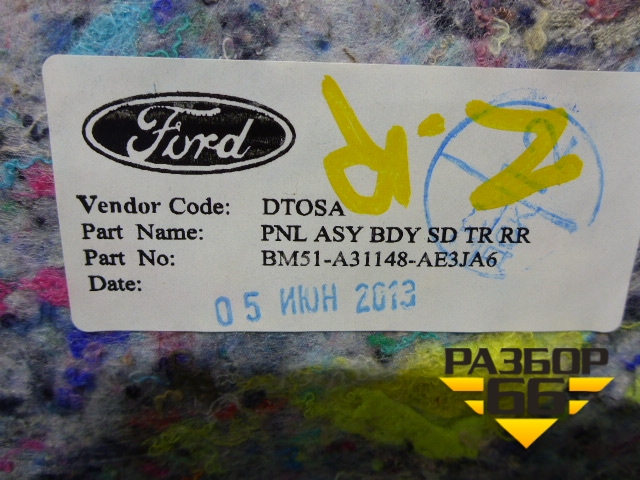 Ford
Vendor Code: DTOSA
Part Name: PNL ASY BDY SD TR RR
Part No: BM51-A31148-AE3JA6
Date:
05 ИЮН 2013
РАЗБОР
66